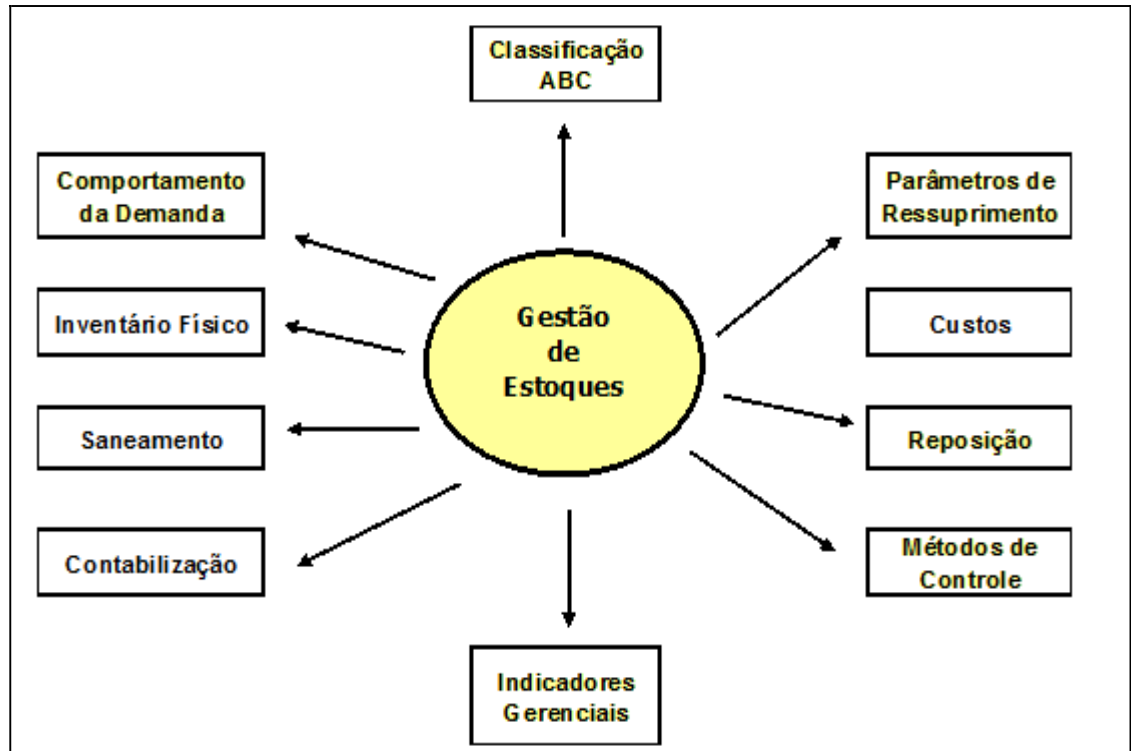 Classificação
ABC
Comportamento
da Demanda
Parâmetros de
Ressuprimento
Inventário Físico
Gestão
de
Estoques
Custos
Saneamento
Reposição
Contabilização
Métodos de
Controle
Indicadores
Gerenciais